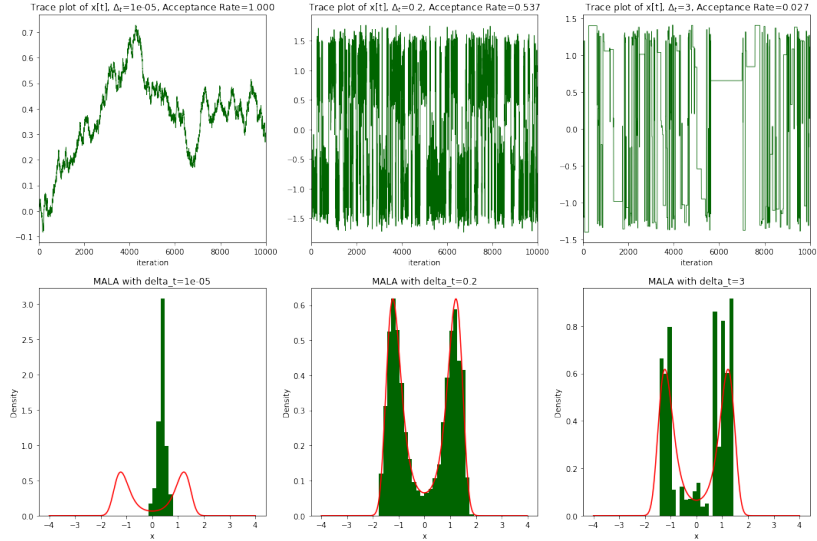 Trace plot of x[t], Δt=1e-05, Acceptance Rate=1.000
0.7
0.6
0.5
0.4
0.3
0.2
0.1
0.0
−0.1
0 2000 4000 6000 8000 10000
iteration
Trace plot of x[t], Δt=0.2, Acceptance Rate=0.537
1.5
1.0
0.5
0.0
−0.5
−1.0
−1.5
0 2000 4000 6000 8000 10000
iteration
Trace plot of x[t], Δt=3, Acceptance Rate=0.027
1.5
1.0
0.5
0.0
−0.5
−1.0
−1.5
0 2000 4000 6000 8000 1000
iteration
MALA with delta_t=1e-05
Density
3.0
2.5
2.0
1.5
1.0
0.5
0.0
−4 −3 −2 −1 0 1 2 3 4
x
MALA with delta_t=0.2
Density
0.6
0.5
0.4
0.3
0.2
0.1
0.0
−4 −3 −2 −1 0 1 2 3 4
x
MALA with delta_t=3
Density
0.8
0.6
0.4
0.2
0.0
−4 −3 −2 −1 0 1 2 3 4
x